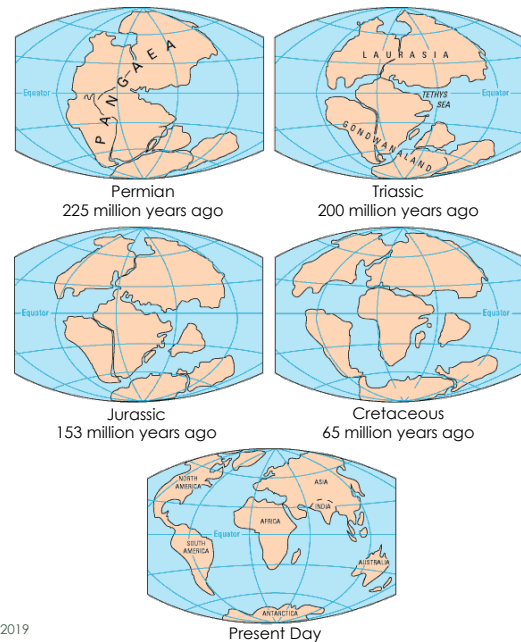 PANGAEA
Equator
Permian
225 million years ago
LAURASIA
TETHYS
SEA
Equator
GONDWANALAND
Triassic
200 million years ago
Equator
Jurassic
153 million years ago
Equator
Cretaceous
65 million years ago
NORTH
AMERICA
ASIA
INDIA
AFRICA
Equator
SOUTH
AMERICA
AUSTRALIA
ANTARCTICA
Present Day
2019